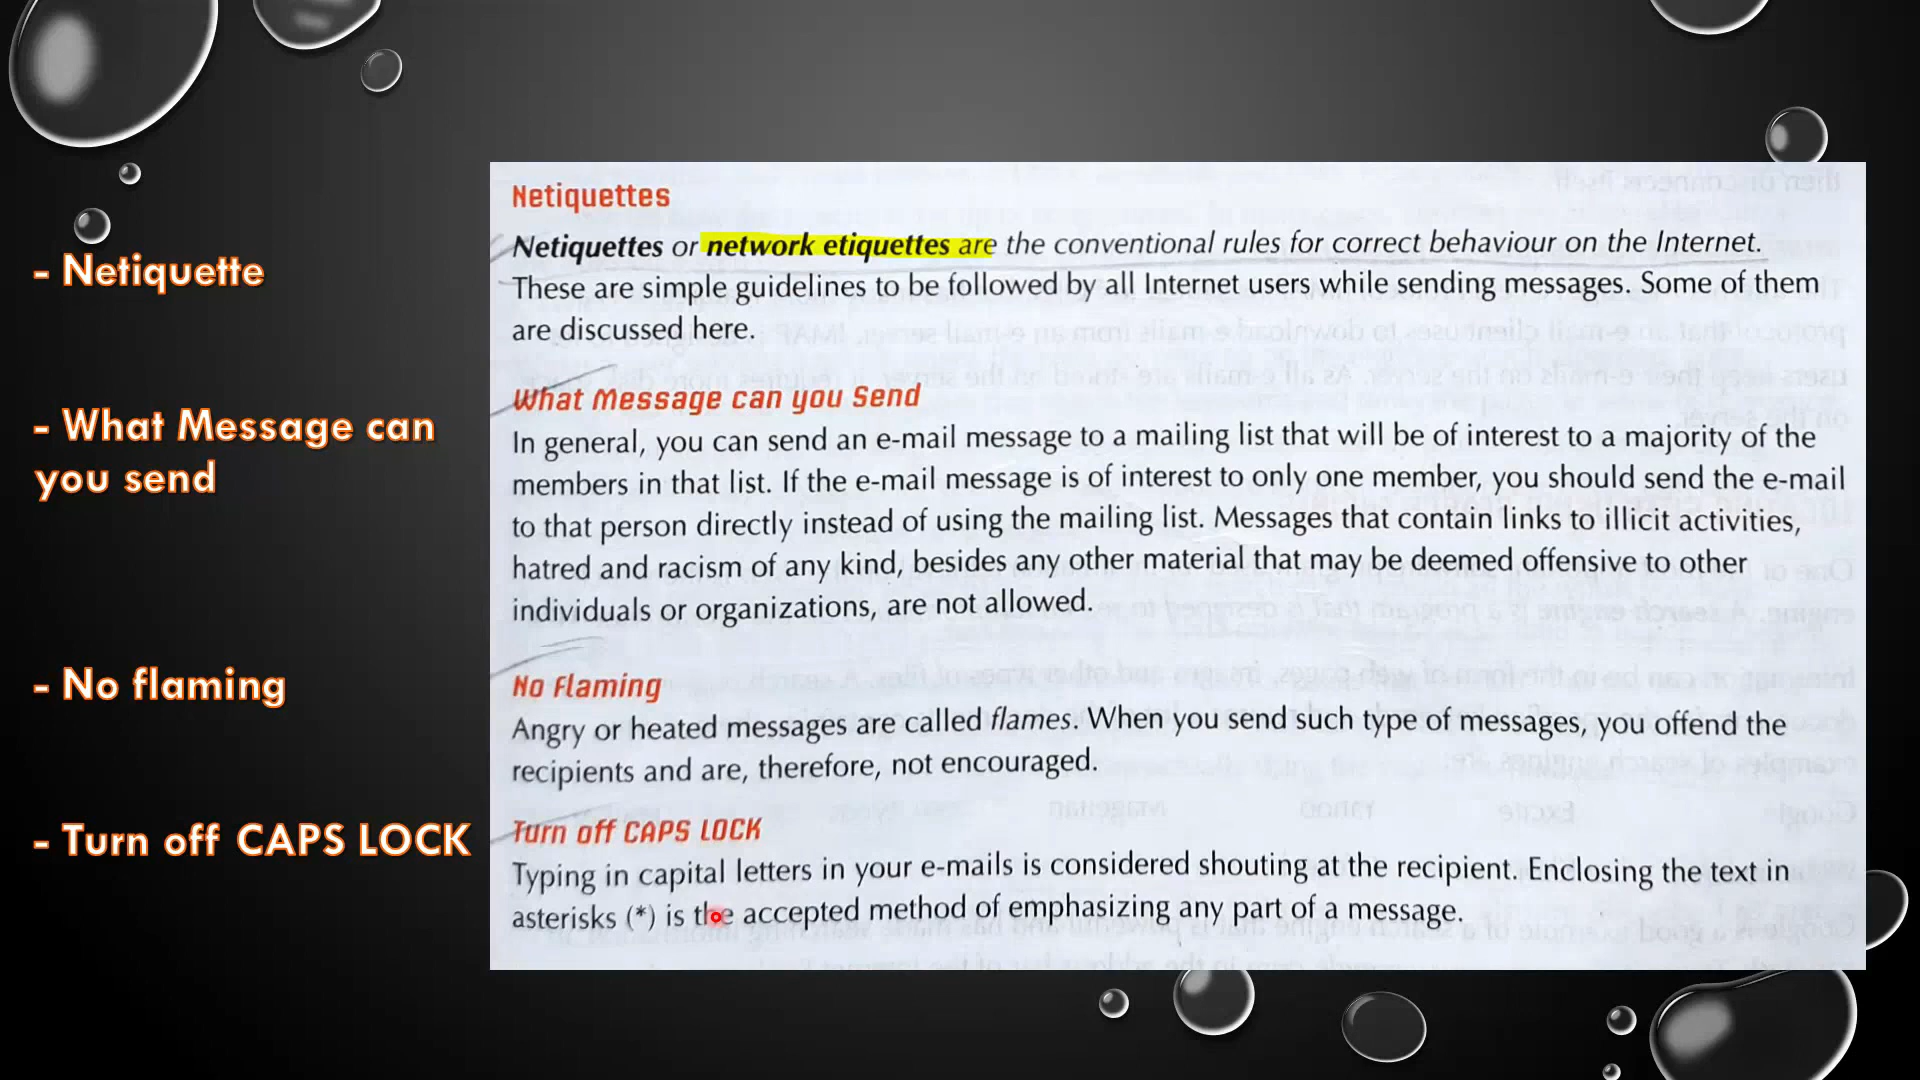 - Netiquette
- What Message can
you send
- No flaming
- Turn off CAPS LOCK
Netiquettes
Netiquettes or network etiquettes are the conventional rules for correct behaviour on the Internet.
These are simple guidelines to be followed by all Internet users while sending messages. Some of them
are discussed here.
What Message can you Send
In general, you can send an e-mail message to a mailing list that will be of interest to a majority of the
members in that list. If the e-mail message is of interest to only one member, you should send the e-mail
to that person directly instead of using the mailing list. Messages that contain links to illicit activities,
hatred and racism of any kind, besides any other material that may be deemed offensive to other
individuals or organizations, are not allowed.
No Flaming
Angry or heated messages are called flames. When you send such type of messages, you offend the
recipients and are, therefore, not encouraged.
Turn off CAPS LOCK
Typing in capital letters in your e-mails is considered shouting at the recipient. Enclosing the text in
asterisks (*) is the accepted method of emphasizing any part of a message.